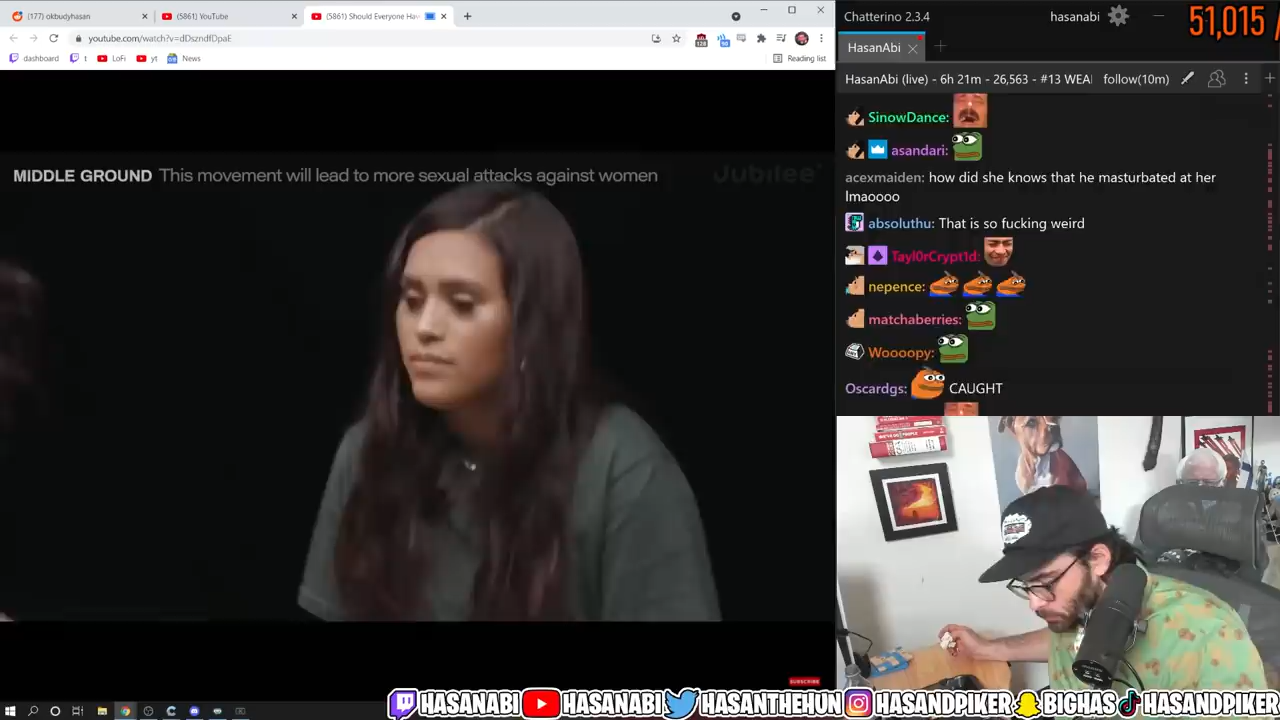 (177) okbudyhasan
(5861) YouTube
(5861) Should Everyone Hav
youtube.com/watch?v=dDszndfDpaE
dashboard
t
LoFi
yt
News
Reading list
MIDDLE GROUND This movement will lead to more sexual attacks against women
Jubilee
SUBSCRIBE
Chatterino 2.3.4
hasanabi
51,015 /
HasanAbi
HasanAbi (live) - 6h 21m - 26,563 - #13 WEA
follow(10m)
SinowDance:
asandari:
acexmaiden: how did she knows that he masturbated at her
lmaoooo
absoluthu: That is so fucking weird
Tayl0rCrypt1d:
nepence:
matchaberries:
Woooopy:
Oscardgs: CAUGHT
HASANABI HASANABI HASANTHEHUN HASANDPIKER BIGHAS HASANDPIKER